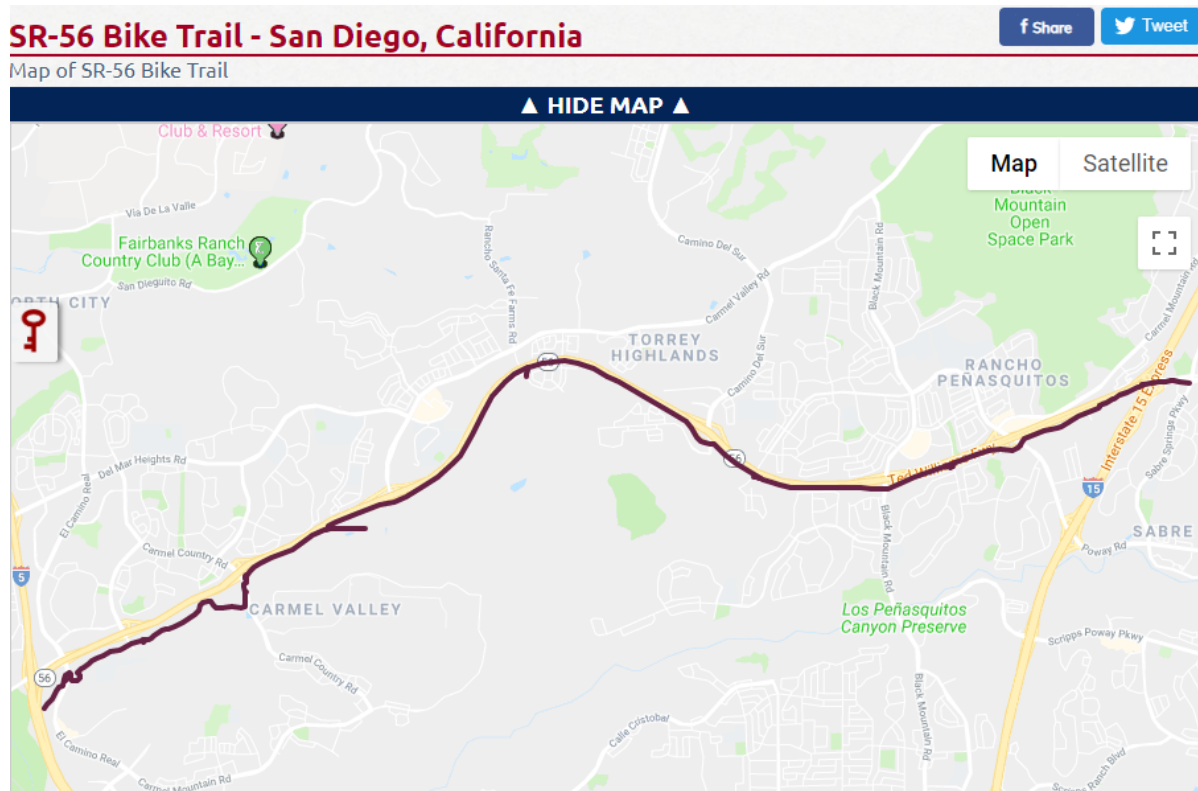 SR-56 Bike Trail - San Diego, California
f Share
Tweet
Map of SR-56 Bike Trail
▲ HIDE MAP ▲
Club & Resort
Map
Satellite
Black
Mountain
Open
Space Park
Via De La Valle
Fairbanks Ranch
Country Club (A Bay...
San Dieguito Rd
NORTH CITY
Rancho Santa Fe Farms Rd
Camino Del Sur
Carmel Valley Rd
Black Mountain Rd
Carmel Mountain Rd
TORREY
HIGHLANDS
56
Camino Del Sur
RANCHO
PEÑASQUITOS
Interstate 15 Express
Sabre Springs Pkwy
Del Mar Heights Rd
El Camino Real
56
Ted Williams Fwy
15
Carmel Country Rd
Black Mountain Rd
SABRE
Poway Rd
5
CARMEL VALLEY
Los Peñasquitos
Canyon Preserve
Scripps Poway Pkwy
56
Carmel Country Rd
Black Mountain Rd
Calle Cristobal
El Camino Real
Carmel Mountain Rd
Scripps Ranch Blvd